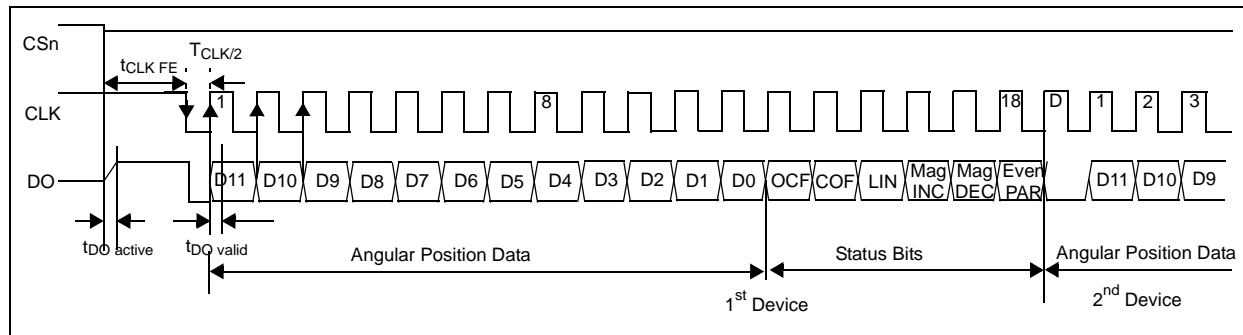 CSn
tCLK FE
TCLK/2
CLK
1
8
18
D
1
2
3
DO
D11
D10
D9
D8
D7
D6
D5
D4
D3
D2
D1
D0
OCF
COF
LIN
Mag INC
Mag DEC
Even PAR
D11
D10
D9
tDO active
tDO valid
Angular Position Data
Status Bits
Angular Position Data
1st Device
2nd Device